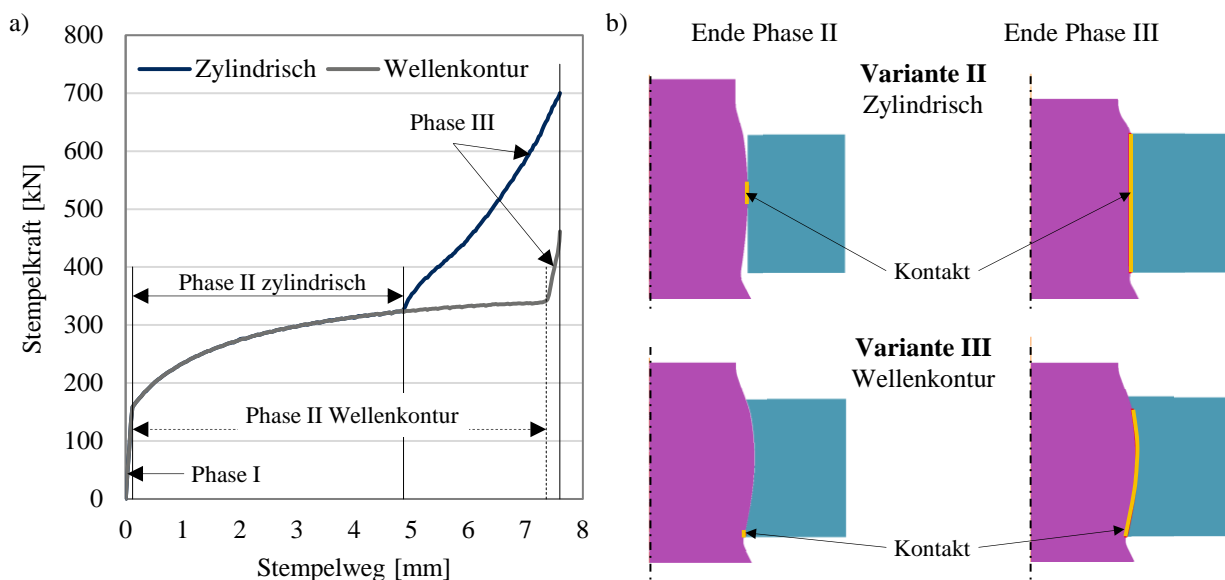 a)
800
700
600
500
400
300
200
100
0
Stempelkraft [kN]
Zylindrisch
Wellenkontur
Phase III
Phase II zylindrisch
Phase II Wellenkontur
Phase I
0 1 2 3 4 5 6 7 8
Stempelweg [mm]
b)
Ende Phase II
Ende Phase III
Variante II
Zylindrisch
Kontakt
Variante III
Wellenkontur
Kontakt